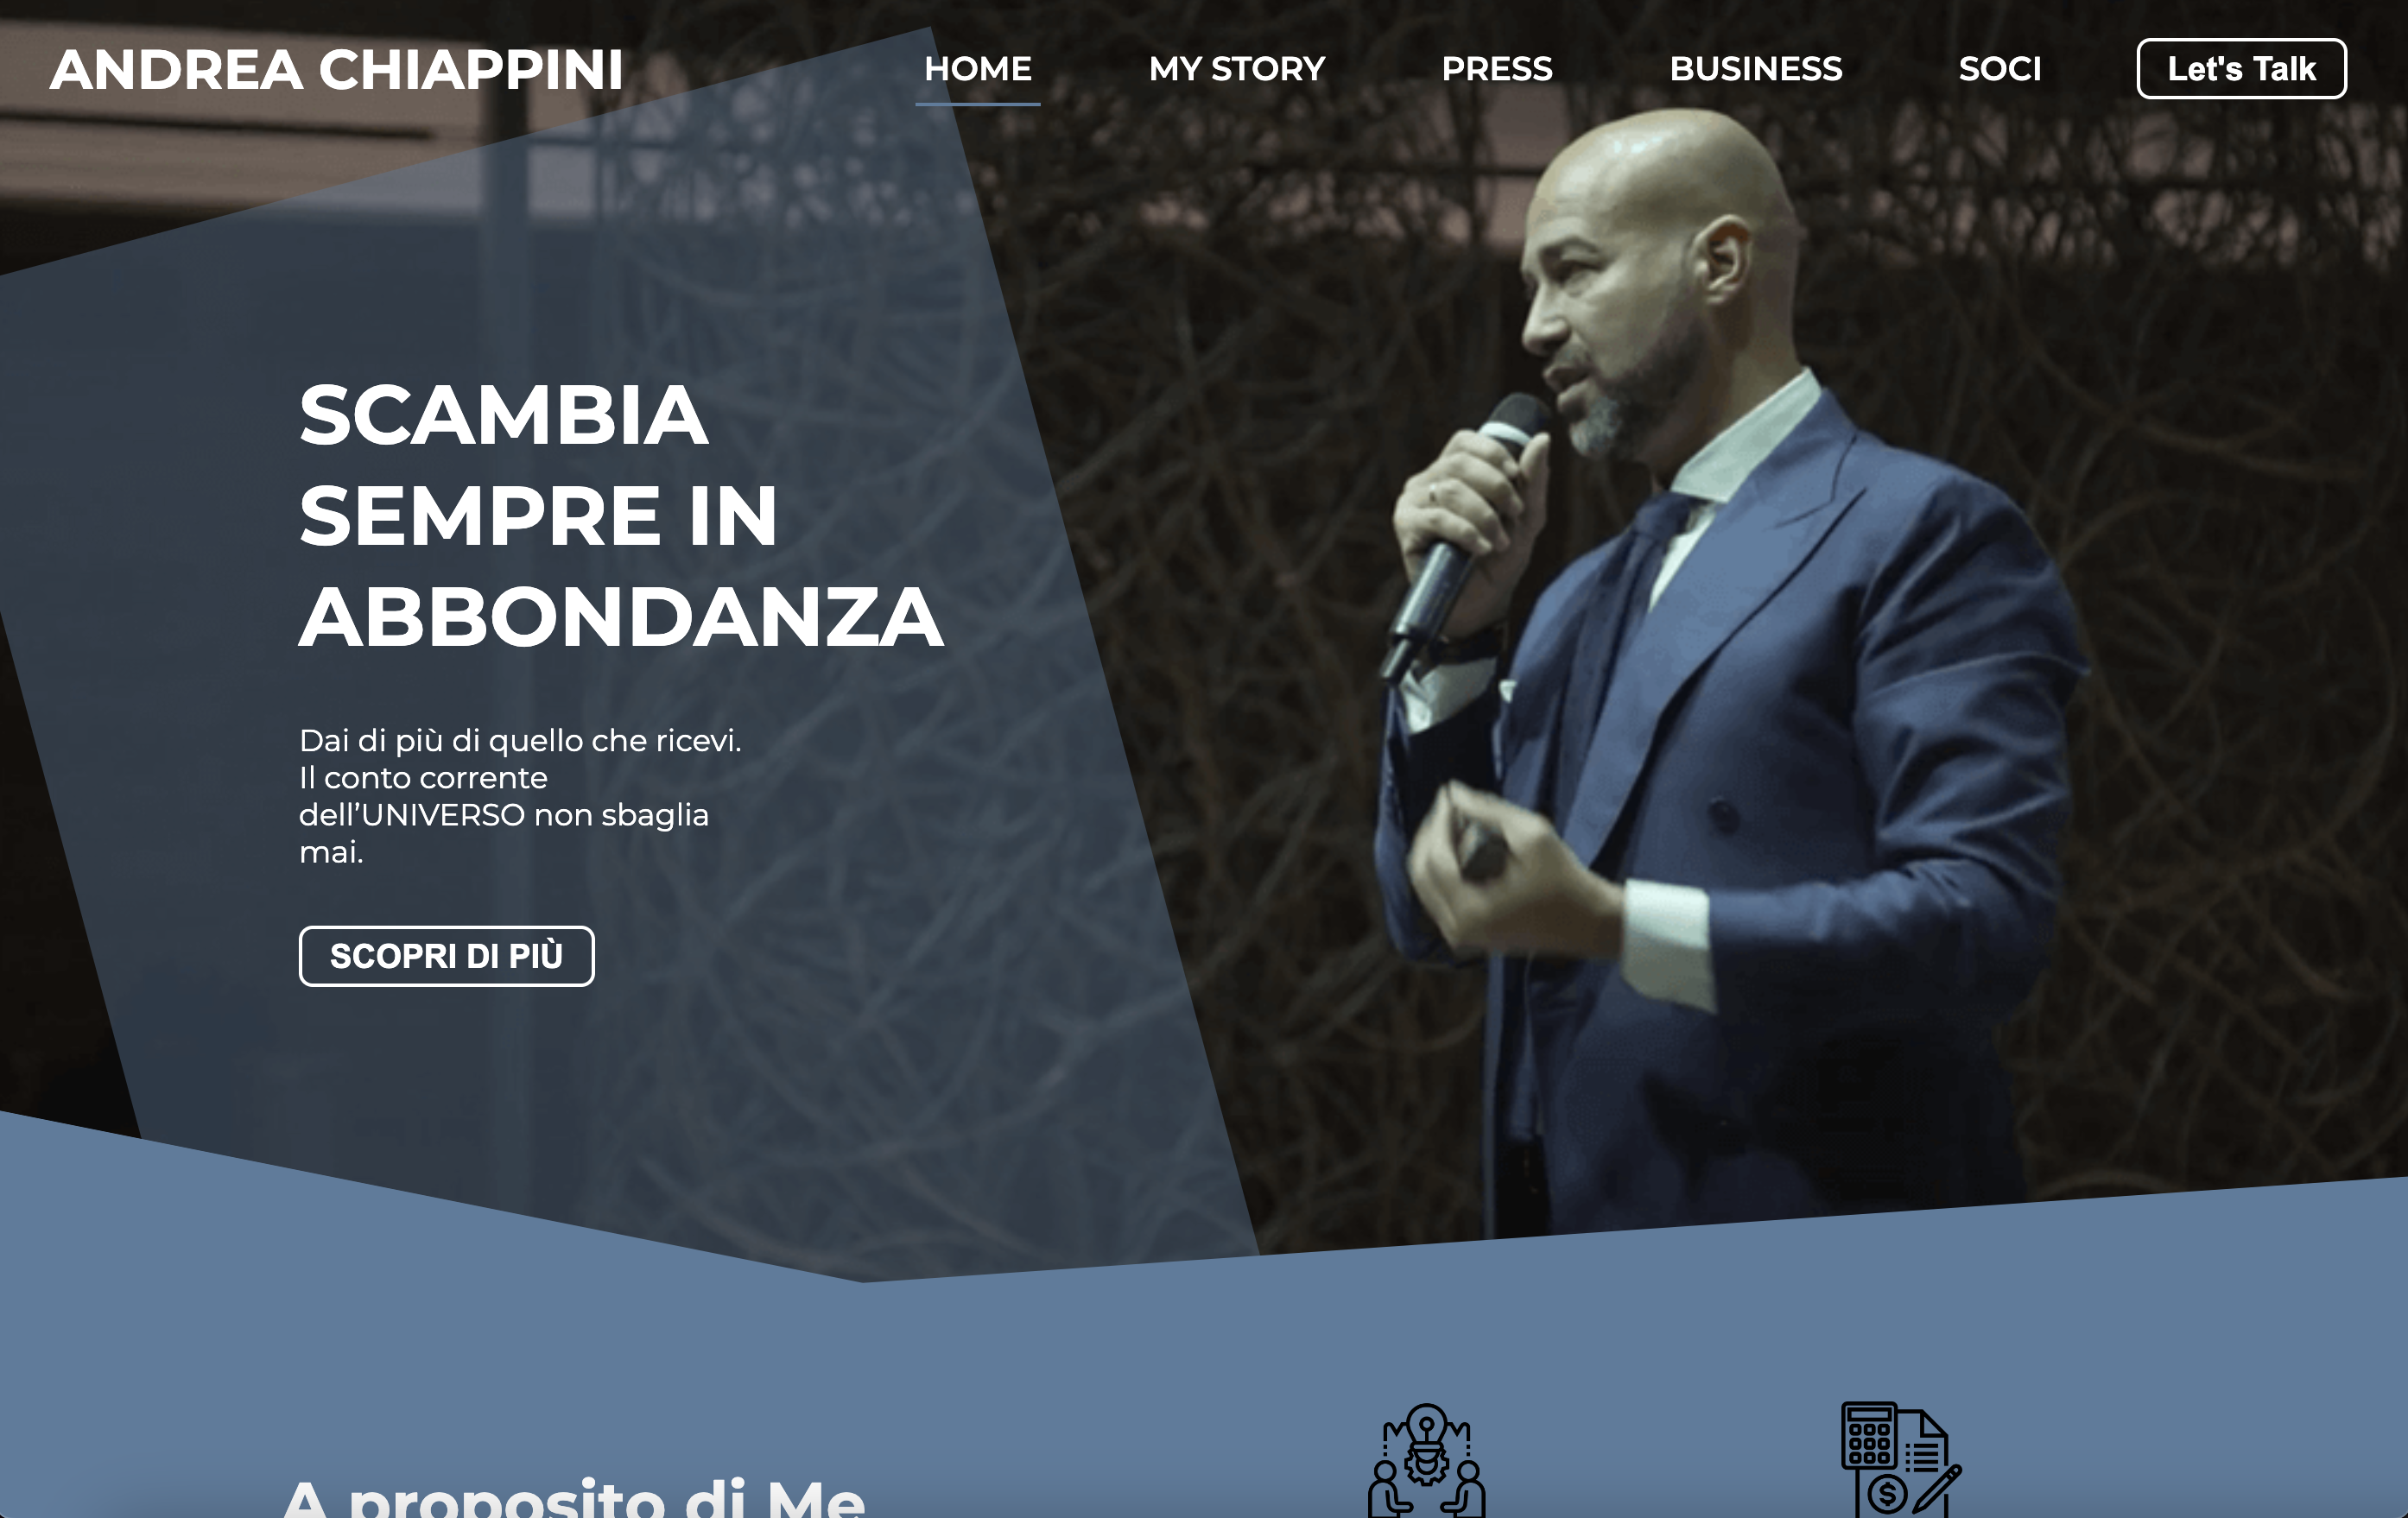 ANDREA CHIAPPINI
HOME
MY STORY
PRESS
BUSINESS
SOCI
Let's Talk
SCAMBIA
SEMPRE IN
ABBONDANZA
Dai di più di quello che ricevi.
Il conto corrente
dell’UNIVERSO non sbaglia
mai.
SCOPRI DI PIÙ
A proposito di Me